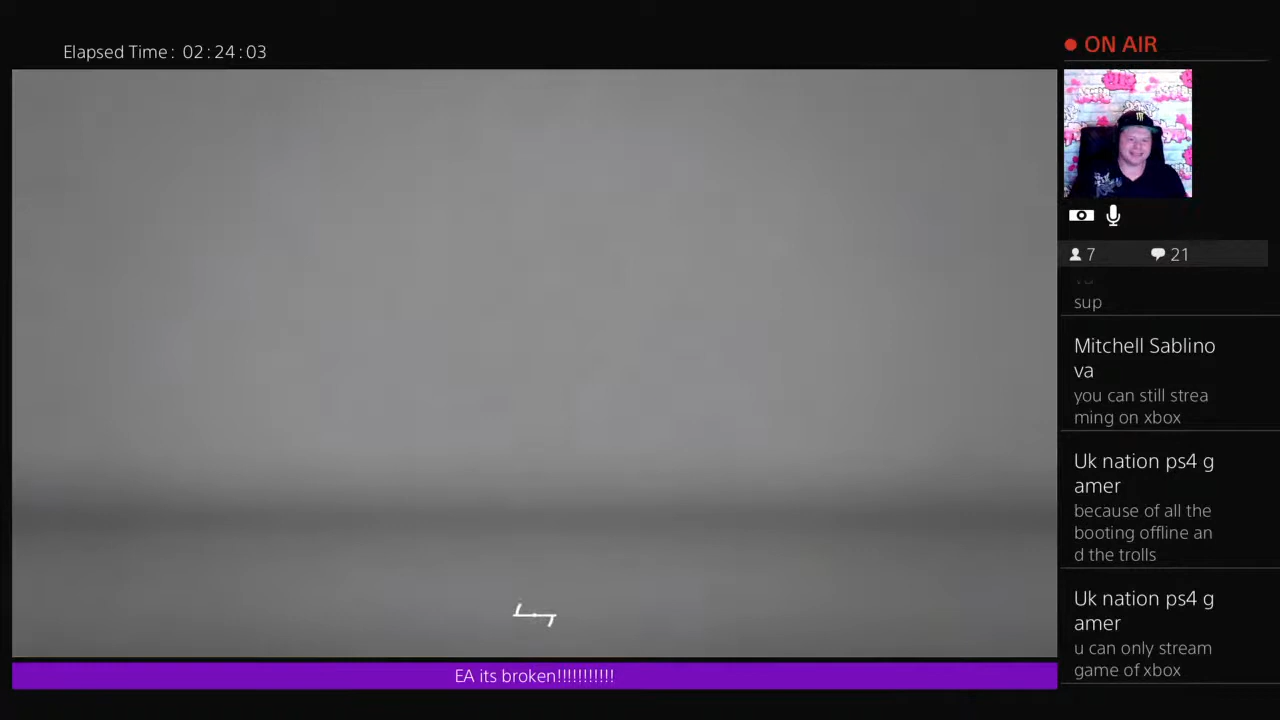 Elapsed Time: 02:24:03
ON AIR
7 21
sup
Mitchell Sablino
va
you can still strea
ming on xbox
Uk nation ps4 g
amer
because of all the
booting offline an
d the trolls
Uk nation ps4 g
amer
u can only stream
game of xbox
EA its broken!!!!!!!!!!!